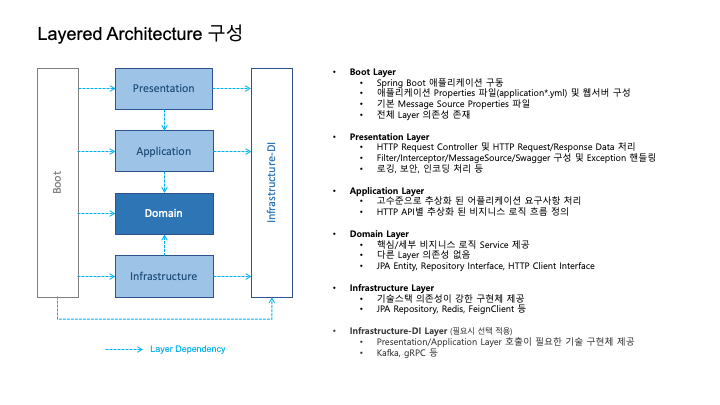 Layered Architecture 구성
Boot
Presentation
Application
Domain
Infrastructure
Infrastructure-DI
Layer Dependency
• Boot Layer
• Spring Boot 애플리케이션 구동
• 애플리케이션 Properties 파일(application*.yml) 및 웹서버 구성
• 기본 Message Source Properties 파일
• 전체 Layer 의존성 존재
• Presentation Layer
• HTTP Request Controller 및 HTTP Request/Response Data 처리
• Filter/Interceptor/MessageSource/Swagger 구성 및 Exception 핸들링
• 로깅, 보안, 인코딩 처리 등
• Application Layer
• 고수준으로 추상화 된 어플리케이션 요구사항 처리
• HTTP API별 추상화 된 비지니스 로직 흐름 정의
• Domain Layer
• 핵심/세부 비지니스 로직 Service 제공
• 다른 Layer 의존성 없음
• JPA Entity, Repository Interface, HTTP Client Interface
• Infrastructure Layer
• 기술스택 의존성이 강한 구현체 제공
• JPA Repository, Redis, FeignClient 등
• Infrastructure-DI Layer (필요시 선택 적용)
• Presentation/Application Layer 호출이 필요한 기술 구현체 제공
• Kafka, gRPC 등